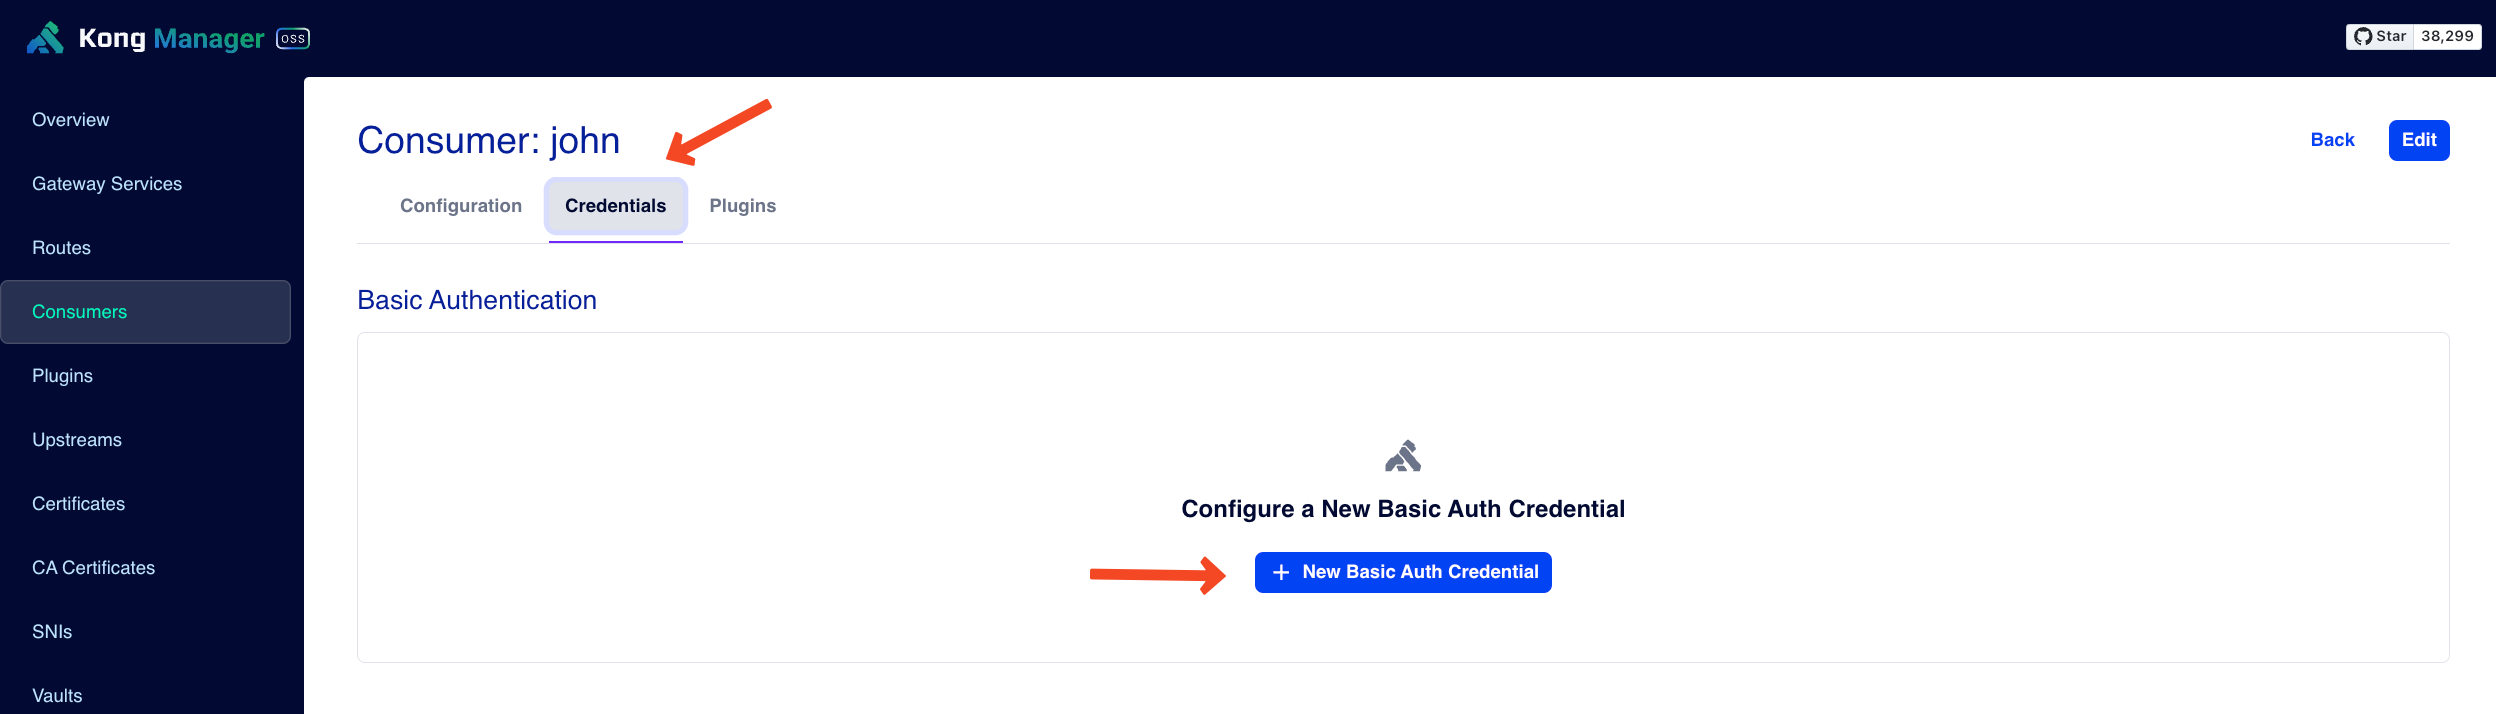 Kong Manager OSS
Star 38,299
Overview
Gateway Services
Routes
Consumers
Plugins
Upstreams
Certificates
CA Certificates
SNIs
Vaults
Consumer: john
Back
Edit
Configuration Credentials Plugins
Basic Authentication
Configure a New Basic Auth Credential
+ New Basic Auth Credential